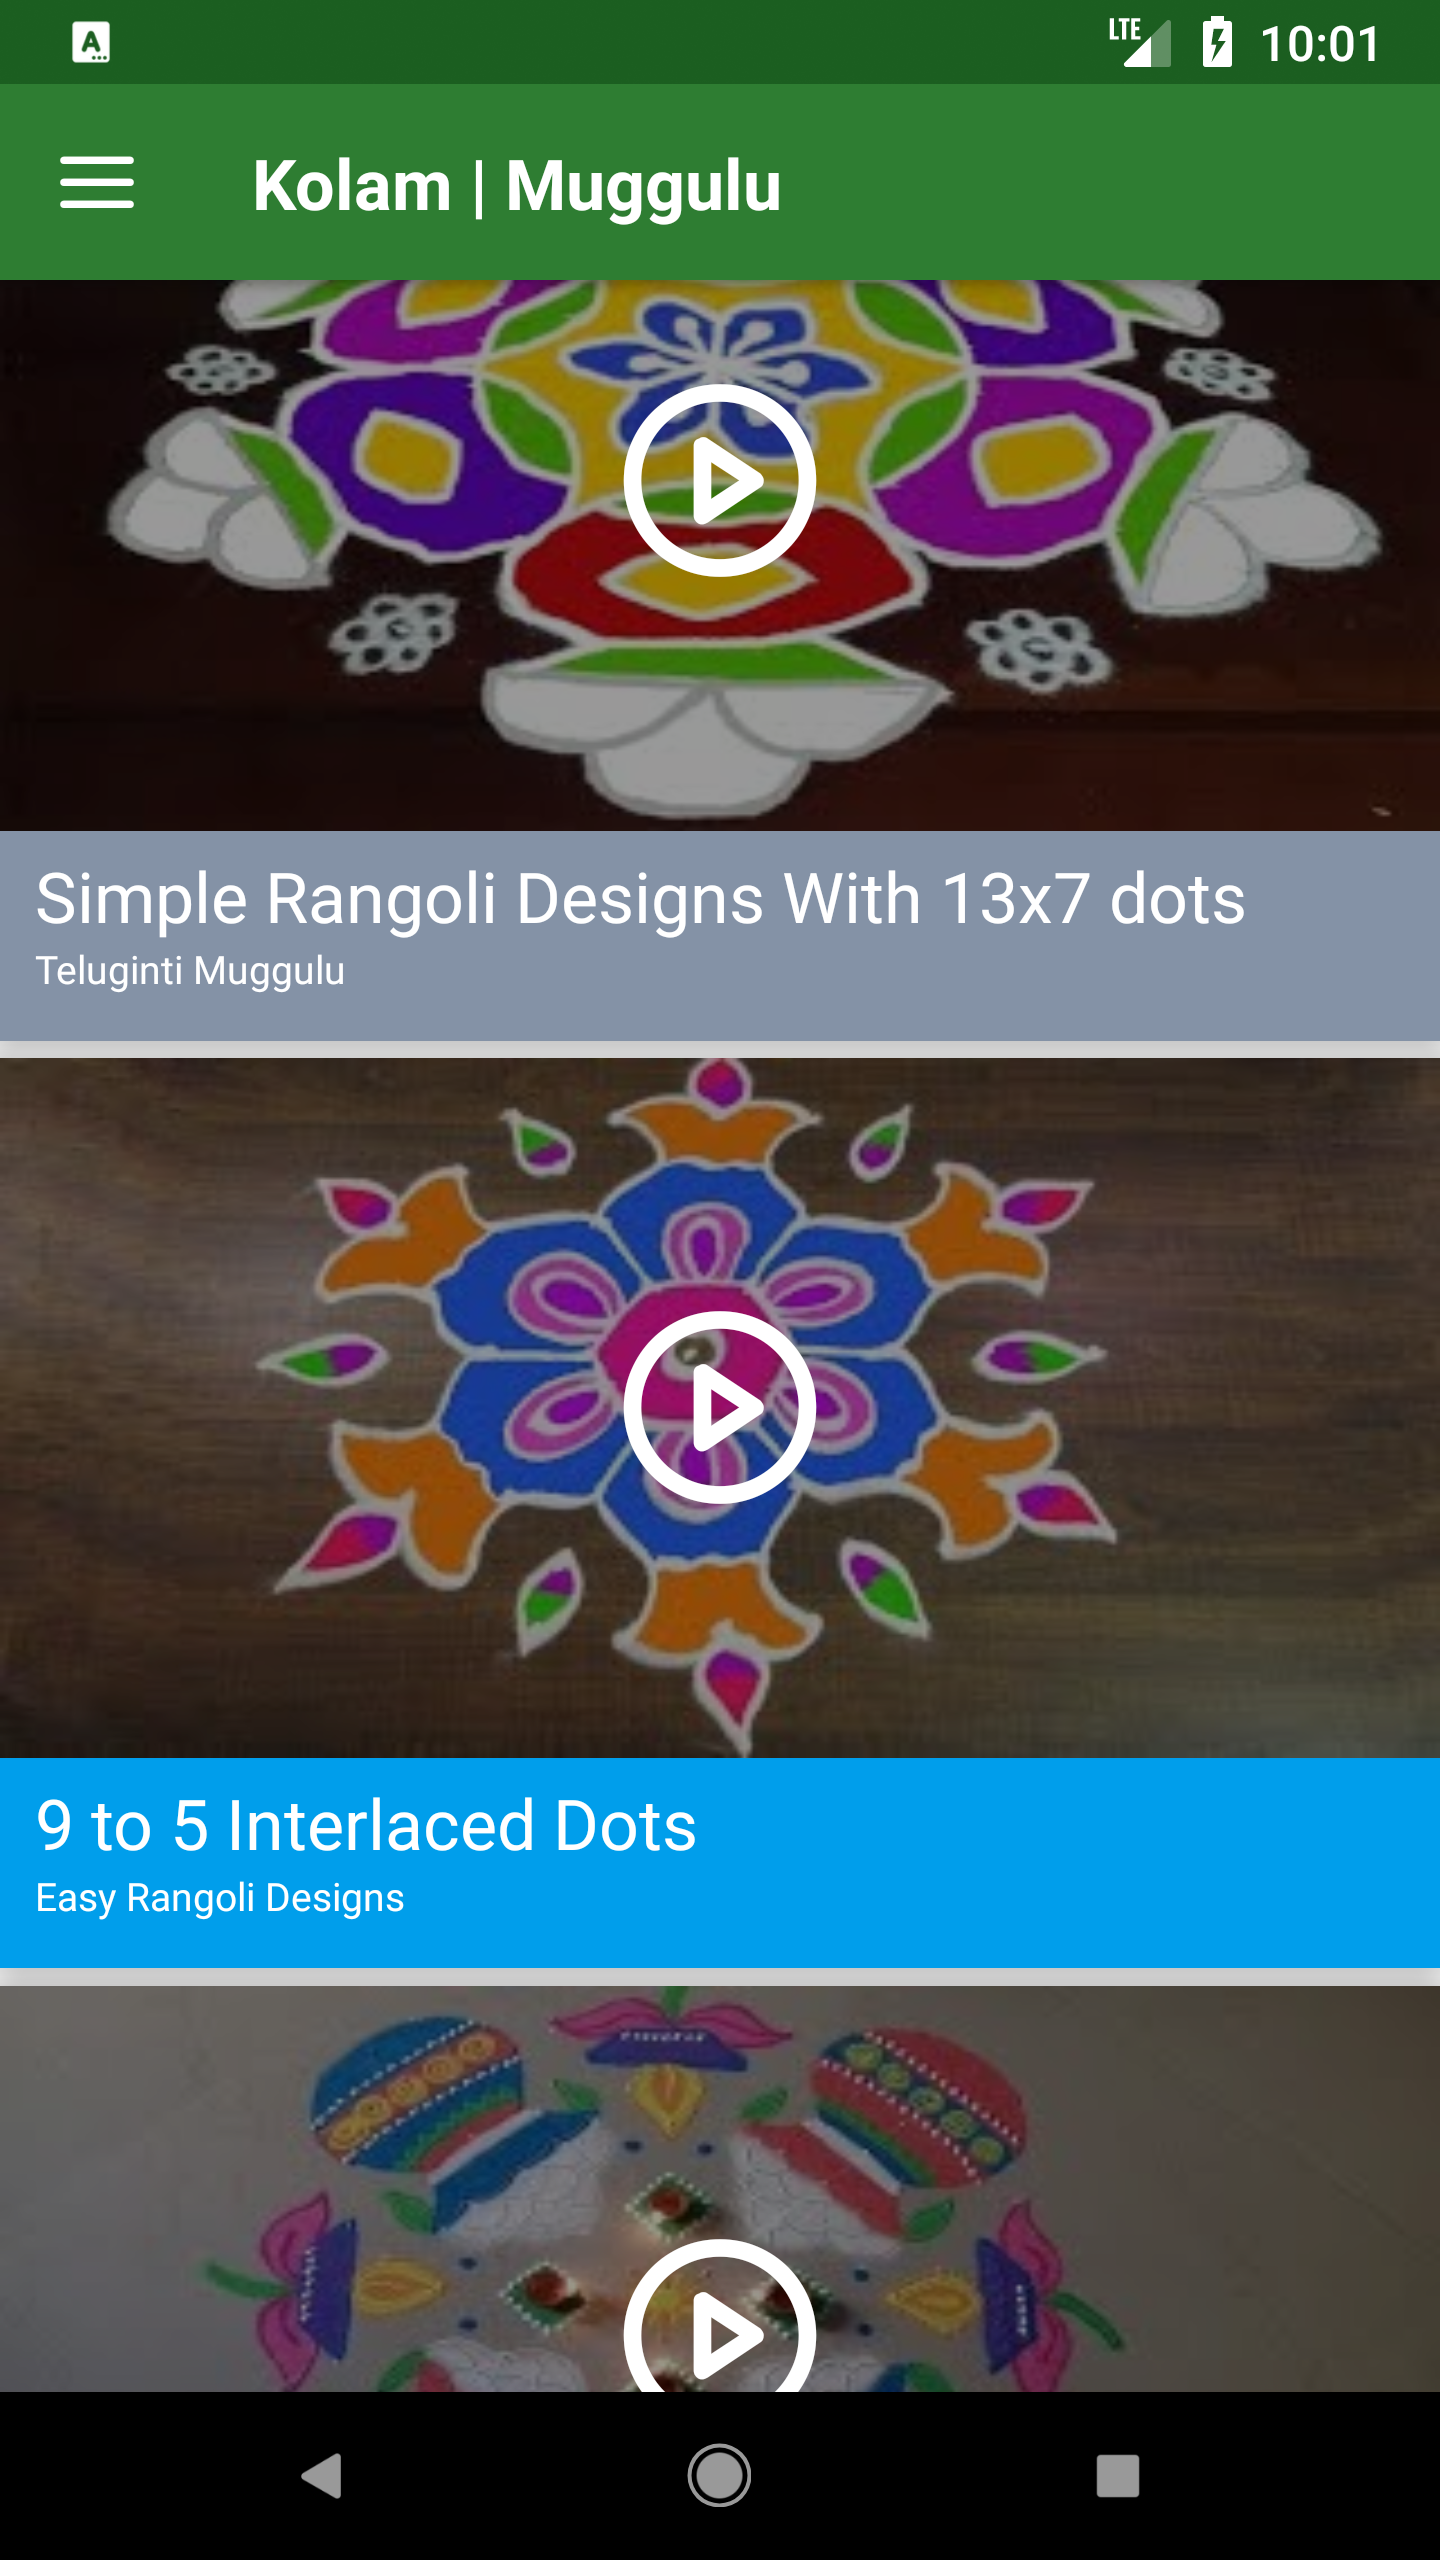 LTE 10:01
Kolam | Muggulu
Simple Rangoli Designs With 13x7 dots
Teluginti Muggulu
9 to 5 Interlaced Dots
Easy Rangoli Designs